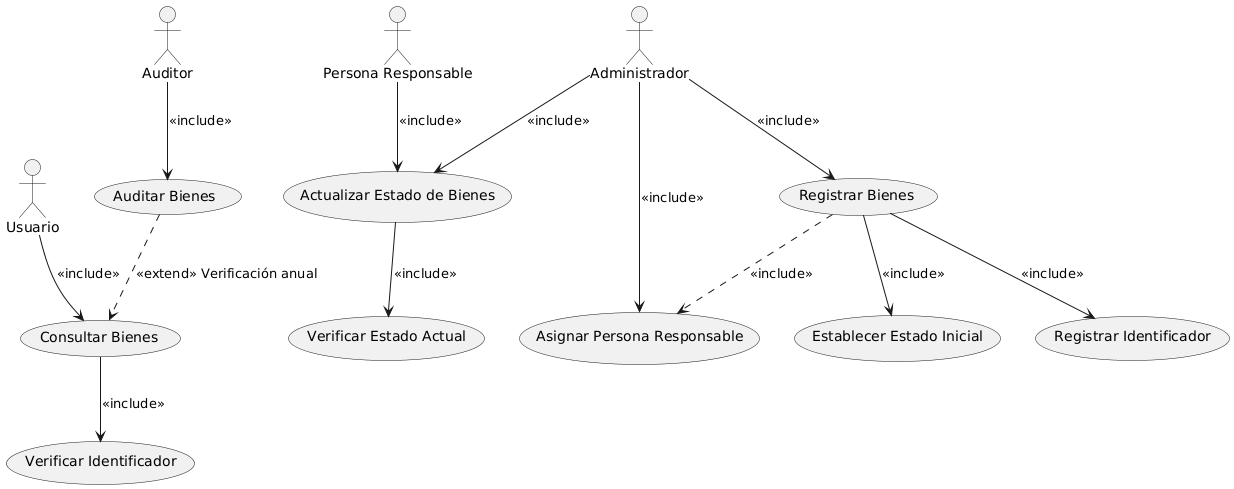 Auditor
Persona Responsable
Administrador
«include»
«include»
«include»
«include»
Usuario
Auditar Bienes
Actualizar Estado de Bienes
«include»
Registrar Bienes
«include»
«extend» Verificación anual
«include»
«include»
«include»
«include»
Consultar Bienes
Verificar Estado Actual
Asignar Persona Responsable
Establecer Estado Inicial
Registrar Identificador
«include»
Verificar Identificador